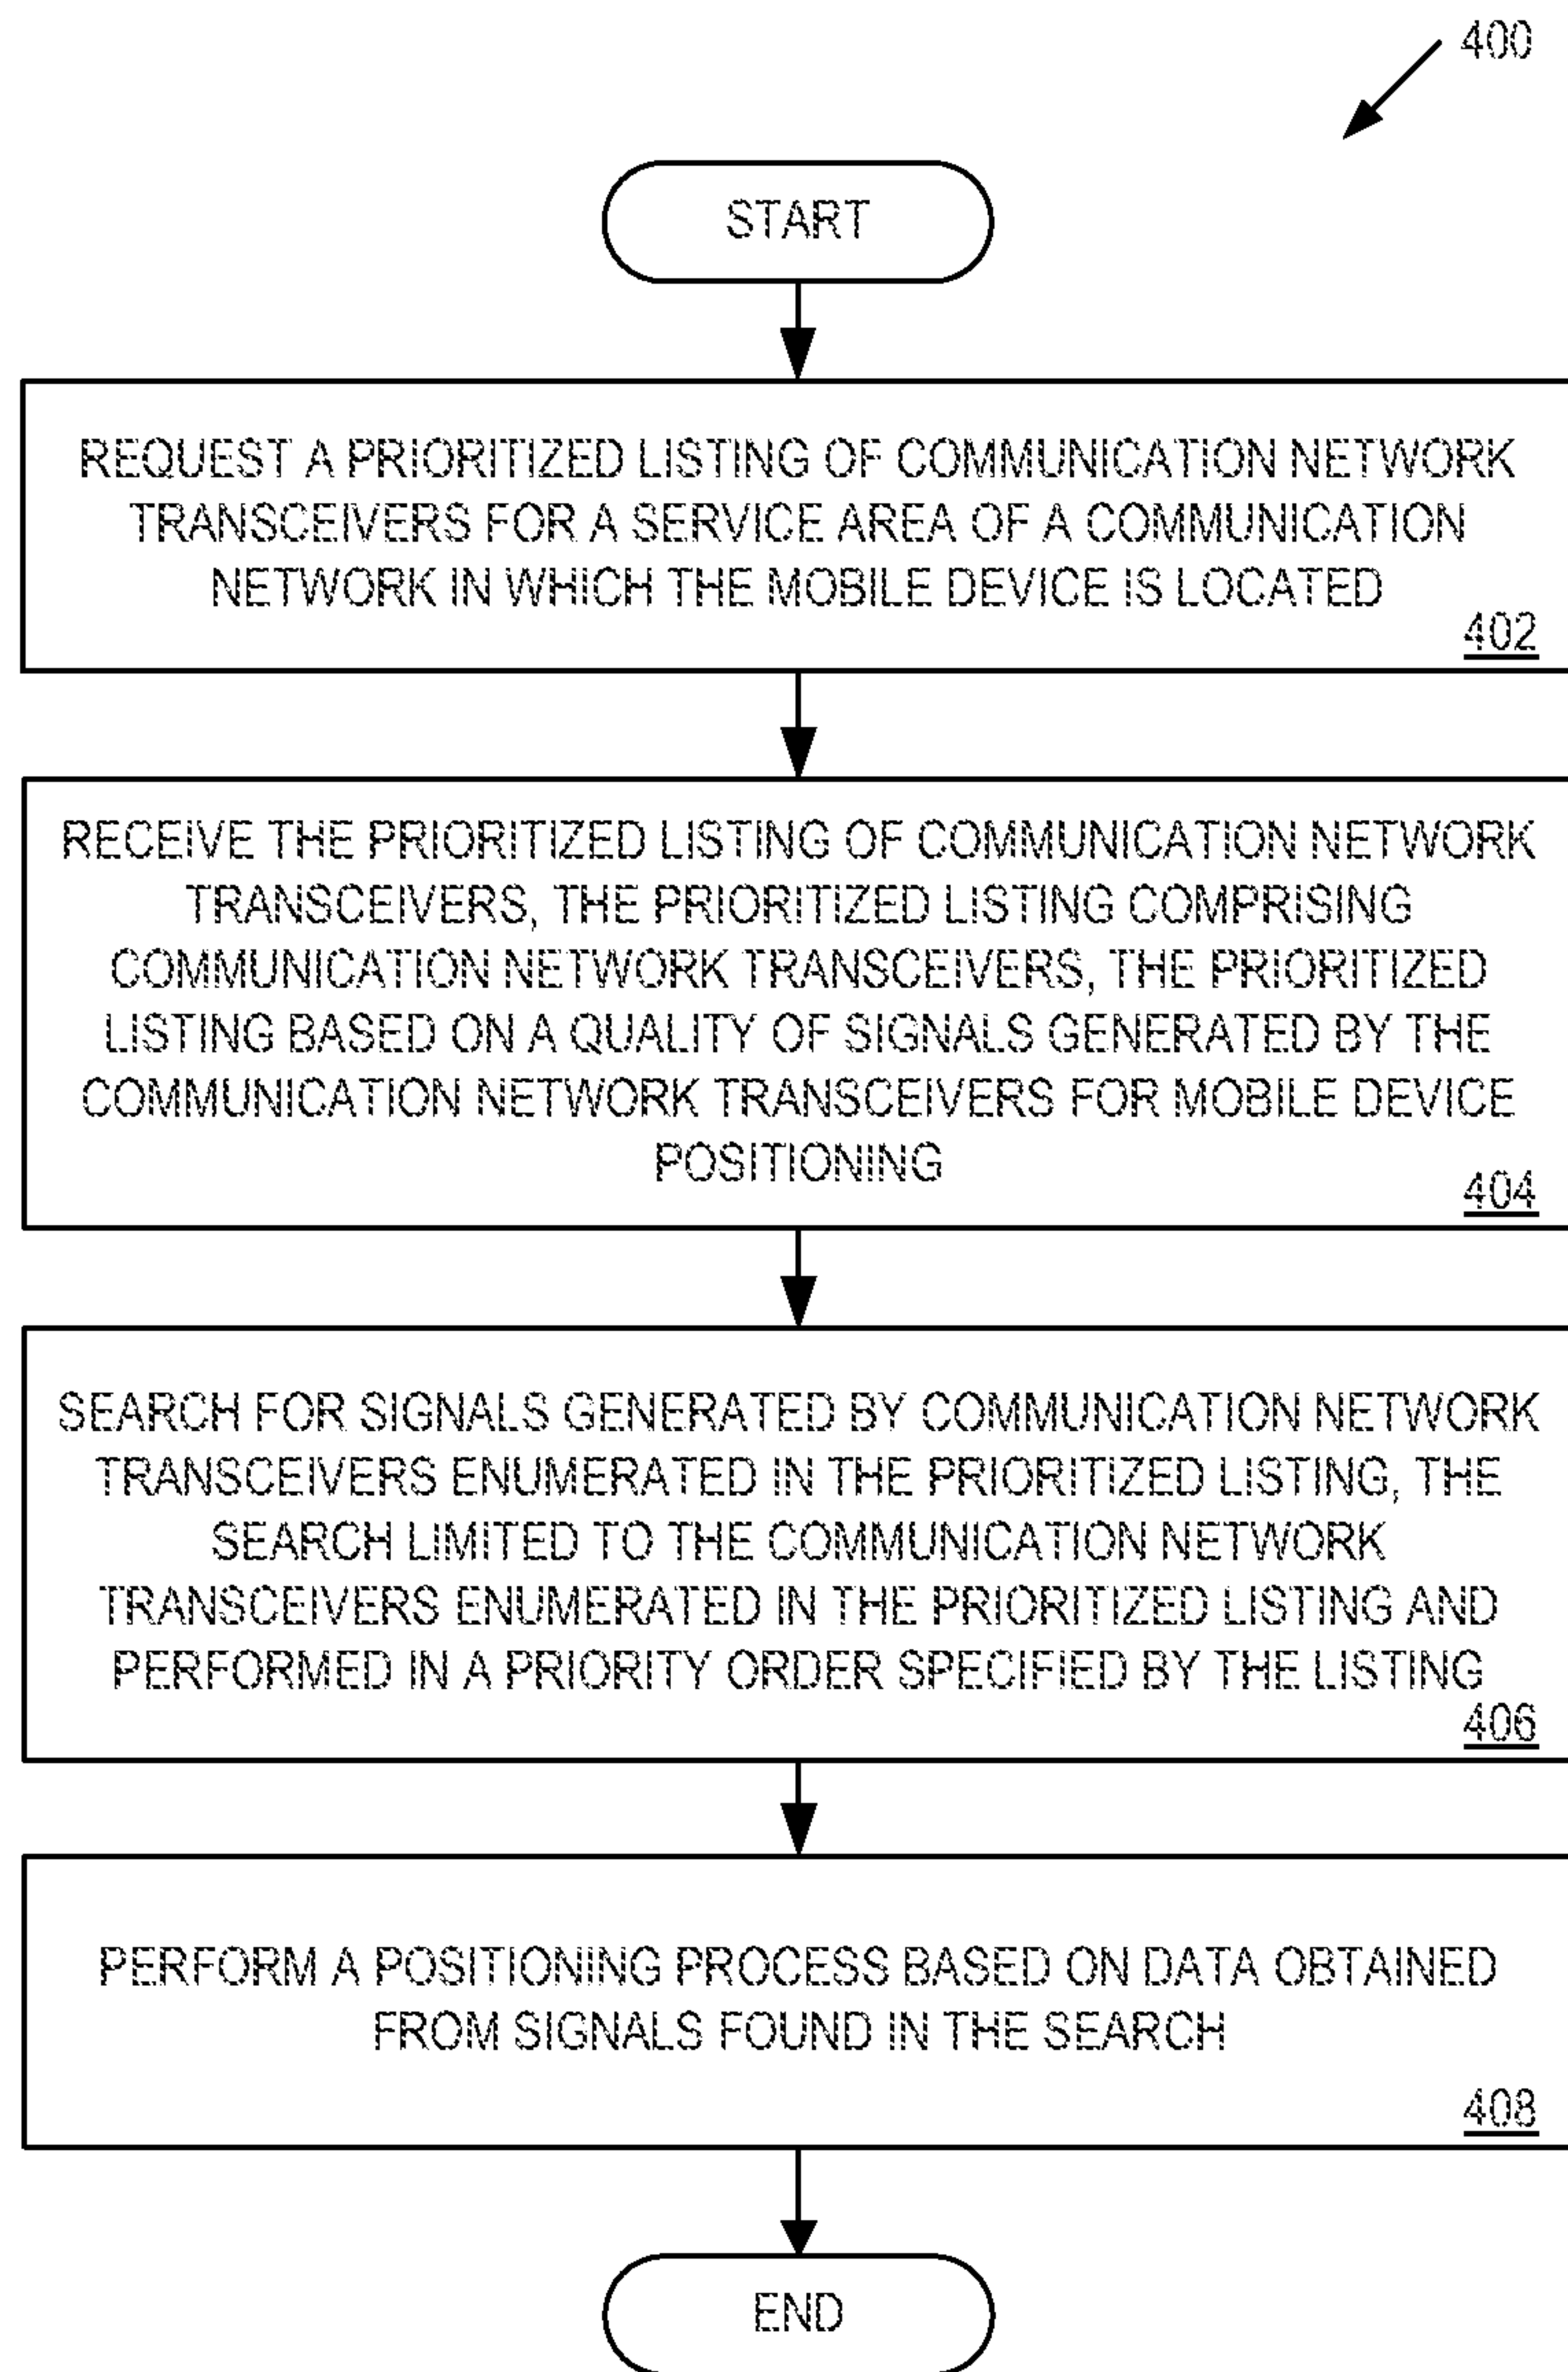 400
START
REQUEST A PRIORITIZED LISTING OF COMMUNICATION NETWORK
TRANSCEIVERS FOR A SERVICE AREA OF A COMMUNICATION
NETWORK IN WHICH THE MOBILE DEVICE IS LOCATED
402
RECEIVE THE PRIORITIZED LISTING OF COMMUNICATION NETWORK
TRANSCEIVERS, THE PRIORITIZED LISTING COMPRISING
COMMUNICATION NETWORK TRANSCEIVERS, THE PRIORITIZED
LISTING BASED ON A QUALITY OF SIGNALS GENERATED BY THE
COMMUNICATION NETWORK TRANSCEIVERS FOR MOBILE DEVICE
POSITIONING
404
SEARCH FOR SIGNALS GENERATED BY COMMUNICATION NETWORK
TRANSCEIVERS ENUMERATED IN THE PRIORITIZED LISTING, THE
SEARCH LIMITED TO THE COMMUNICATION NETWORK
TRANSCEIVERS ENUMERATED IN THE PRIORITIZED LISTING AND
PERFORMED IN A PRIORITY ORDER SPECIFIED BY THE LISTING
406
PERFORM A POSITIONING PROCESS BASED ON DATA OBTAINED
FROM SIGNALS FOUND IN THE SEARCH
408
END